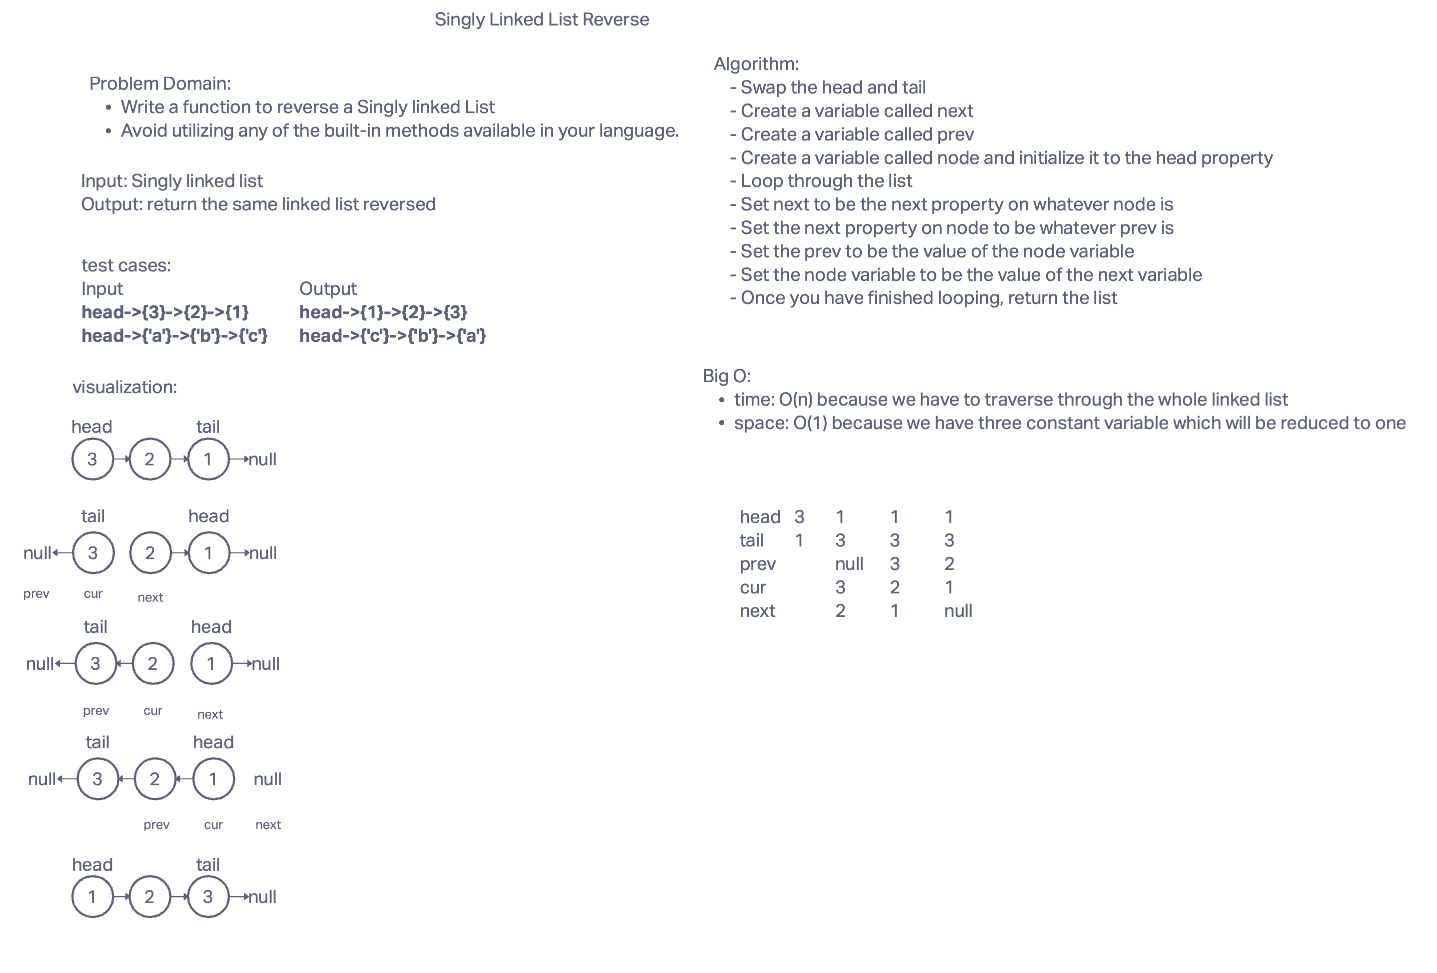 Singly Linked List Reverse
Problem Domain:
• Write a function to reverse a Singly linked List
• Avoid utilizing any of the built-in methods available in your language.
Input: Singly linked list
Output: return the same linked list reversed
test cases:
Input Output
head->{3}->{2}->{1} head->{1}->{2}->{3}
head->{'a'}->{'b'}->{'c'} head->{'c'}->{'b'}->{'a'}
visualization:
head tail
3 2 1 null
tail head
null 3 2 1 null
prev cur next
tail head
null 3 2 1 null
prev cur next
tail head
null 3 2 1 null
prev cur next
head tail
1 2 3 null
Algorithm:
- Swap the head and tail
- Create a variable called next
- Create a variable called prev
- Create a variable called node and initialize it to the head property
- Loop through the list
- Set next to be the next property on whatever node is
- Set the next property on node to be whatever prev is
- Set the prev to be the value of the node variable
- Set the node variable to be the value of the next variable
- Once you have finished looping, return the list
Big O:
• time: O(n) because we have to traverse through the whole linked list
• space: O(1) because we have three constant variable which will be reduced to one
head 3 1 1 1
tail 1 3 3 3
prev null 3 2
cur 3 2 1
next 2 1 null